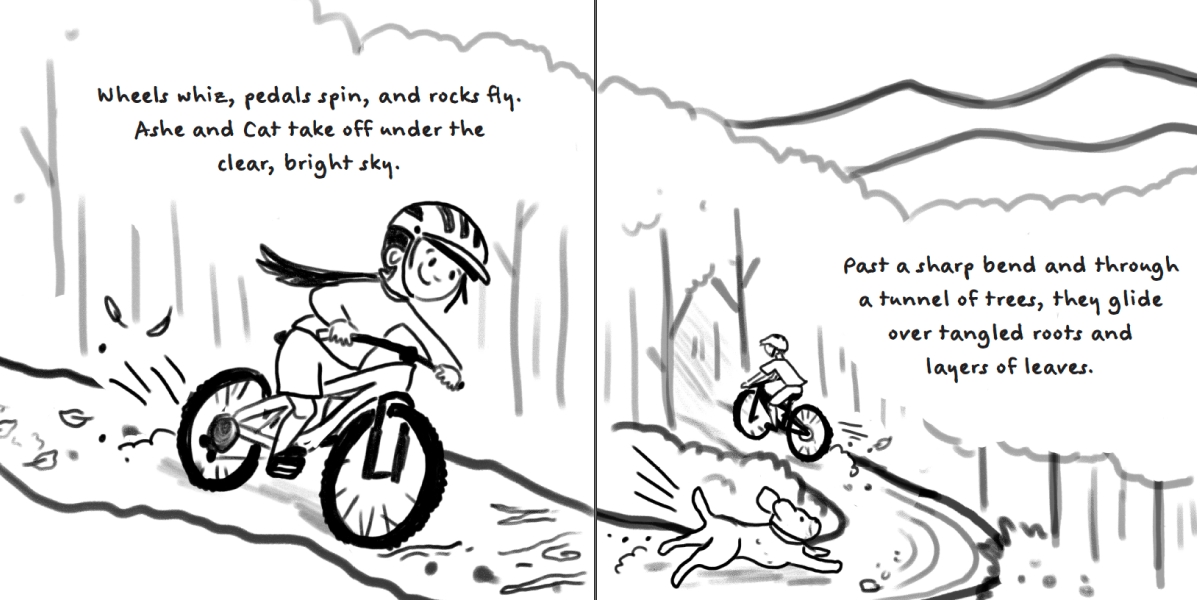 Wheels whiz, pedals spin, and rocks fly.
Ashe and Cat take off under the
clear, bright sky.
Past a sharp bend and through
a tunnel of trees, they glide
over tangled roots and
layers of leaves.